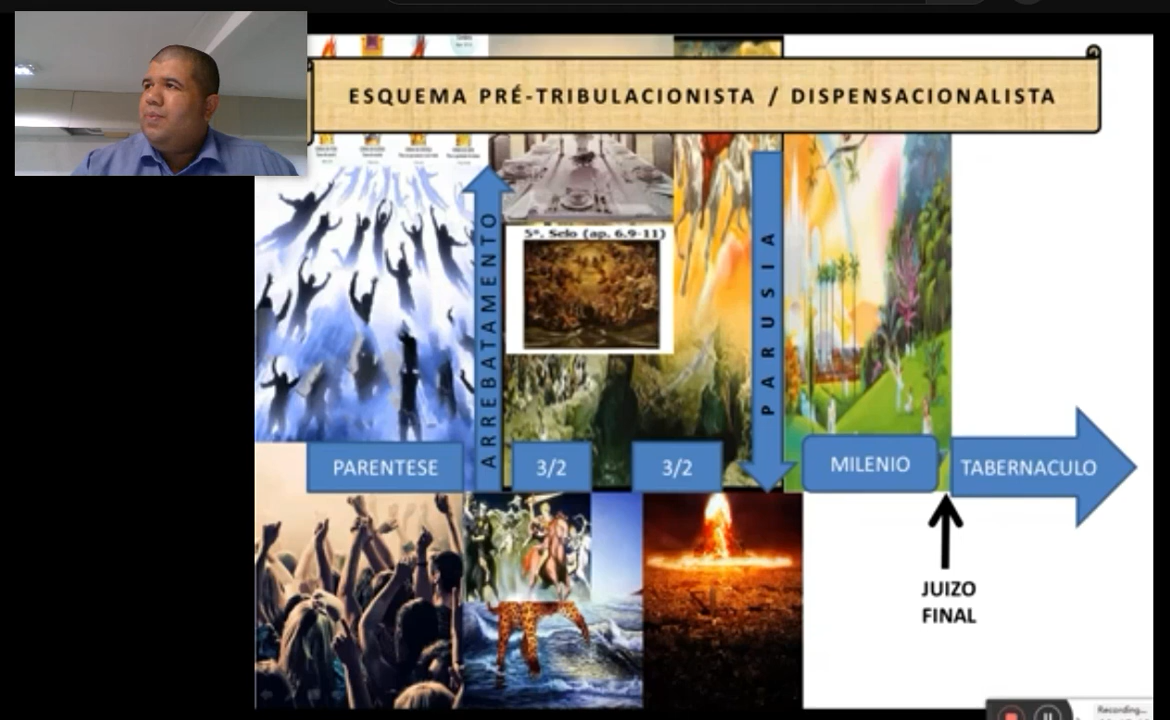 ESQUEMA PRÉ-TRIBULACIONISTA / DISPENSACIONALISTA
5º. Selo (ap. 6.9-11)
ARREBATAMENTO
PARUSIA
PARENTESE
3/2
3/2
MILENIO
TABERNACULO
JUIZO
FINAL
Recording...